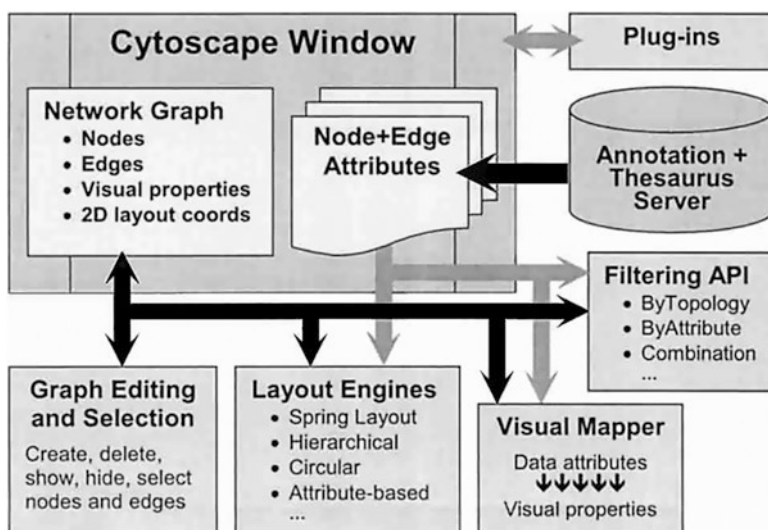 Cytoscape Window
Plug-ins
Network Graph
• Nodes
• Edges
• Visual properties
• 2D layout coords
Node+Edge
Attributes
Annotation +
Thesaurus
Server
Filtering API
• ByTopology
• ByAttribute
• Combination
...
Graph Editing
and Selection
Create, delete,
show, hide, select
nodes and edges
Layout Engines
• Spring Layout
• Hierarchical
• Circular
• Attribute-based
...
Visual Mapper
Data attributes
Visual properties